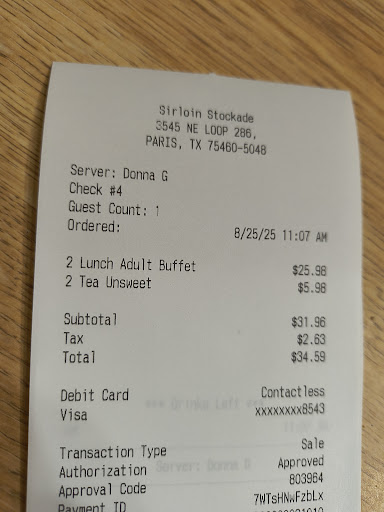 Sirloin Stockade
3545 NE LOOP 286,
PARIS, TX 75460-5048
Server: Donna G
Check #4
Guest Count: 1
Ordered: 8/25/25 11:07 AM
2 Lunch Adult Buffet $25.98
2 Tea Unsweet $5.98
Subtotal $31.96
Tax $2.63
Total $34.59
Debit Card Contactless
Visa xxxxxxxx8543
Transaction Type Sale
Authorization Approved
Approval Code 803964
Payment ID 7WTsHNwFzbLx